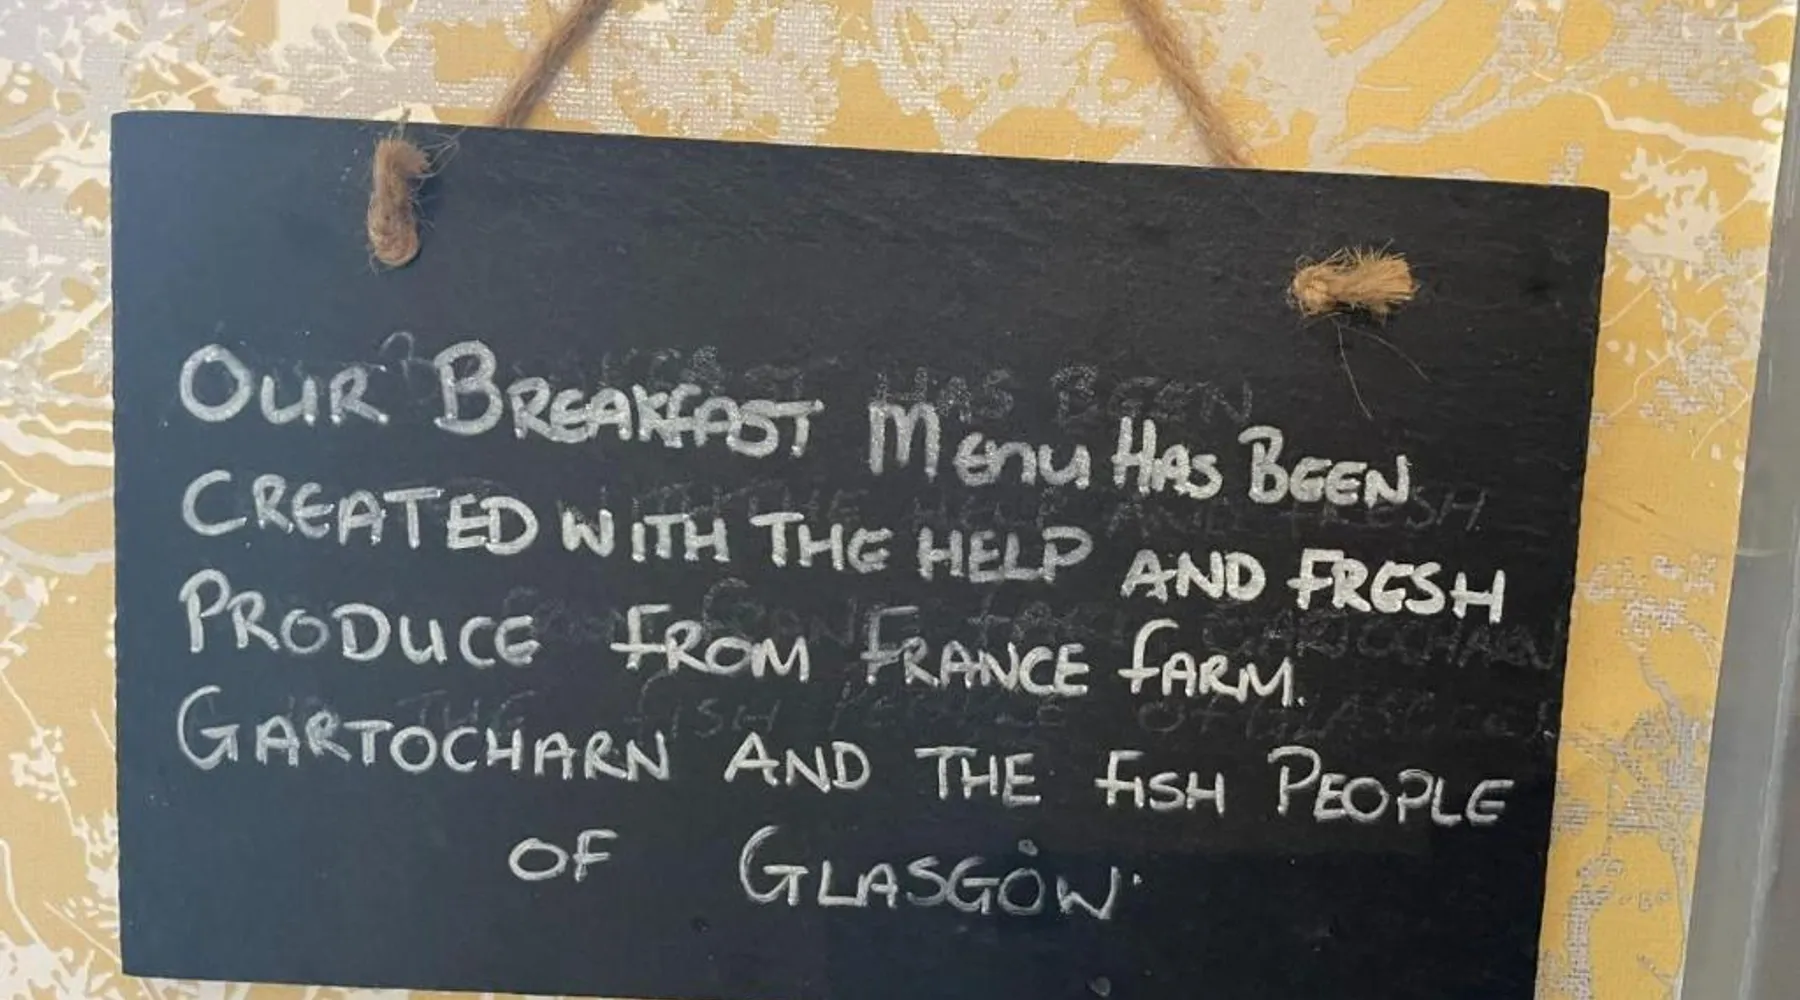 OUR BREAKFAST MENU HAS BEEN
CREATED WITH THE HELP AND FRESH
PRODUCE FROM FRANCE FARM.
GARTOCHARN AND THE FISH PEOPLE
OF GLASGOW.